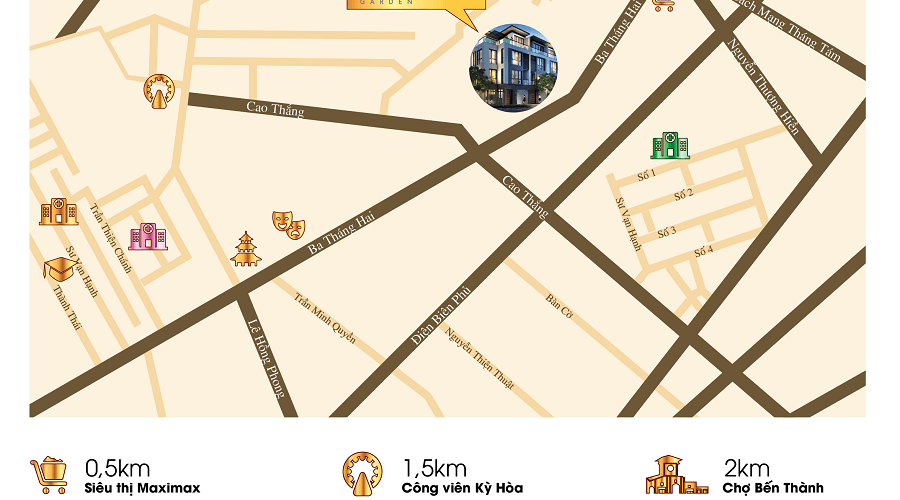 GARDEN
Ba Tháng Hai
Cách Mạng Tháng Tám
Nguyễn Thượng Hiền
Cao Thắng
Số 1
Số 2
Số 3
Số 4
Sư Vạn Hạnh
Cao Thắng
Trần Thiện Chánh
Sư Vạn Hạnh
Thành Thái
Ba Tháng Hai
Lê Hồng Phong
Trần Minh Quyền
Điện Biên Phủ
Nguyễn Thiện Thuật
Bàn Cờ
0,5km
Siêu thị Maximax
1,5km
Công viên Kỳ Hòa
2km
Chợ Bến Thành